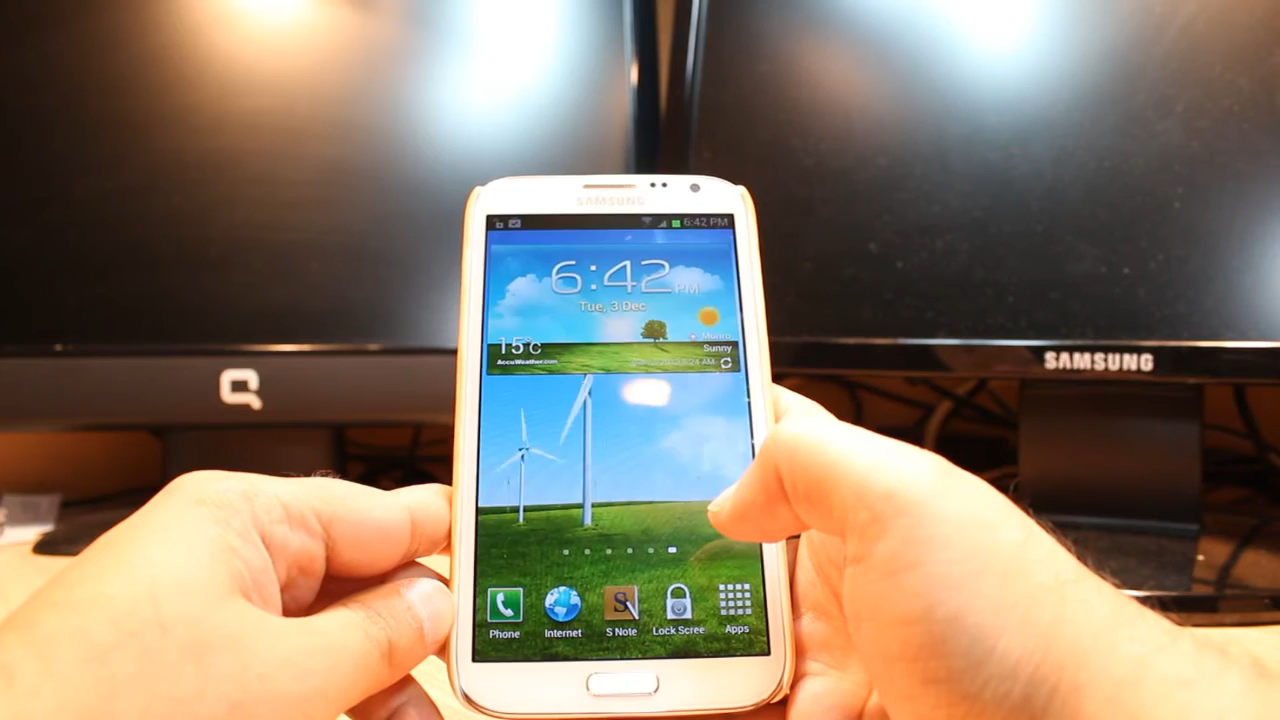 SAMSUNG
6:42 PM
6:42 PM
Tue, 3 Dec
15°C
AccuWeather.com
Munro
Sunny
Phone
Internet
S Note
Lock Scree
Apps
SAMSUNG